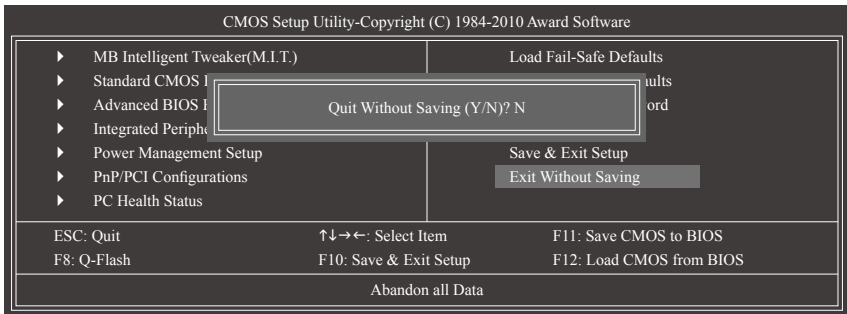 CMOS Setup Utility-Copyright (C) 1984-2010 Award Software
MB Intelligent Tweaker(M.I.T.)
Standard CMOS
Advanced BIOS
Integrated
Power Management Setup
PnP/PCI Configurations
PC Health Status
Load Fail-Safe Defaults
Save & Exit Setup
Exit Without Saving
Quit Without Saving (Y/N)? N
ESC: Quit ↑↓→←: Select Item F11: Save CMOS to BIOS
F8: Q-Flash F10: Save & Exit Setup F12: Load CMOS from BIOS
Abandon all Data